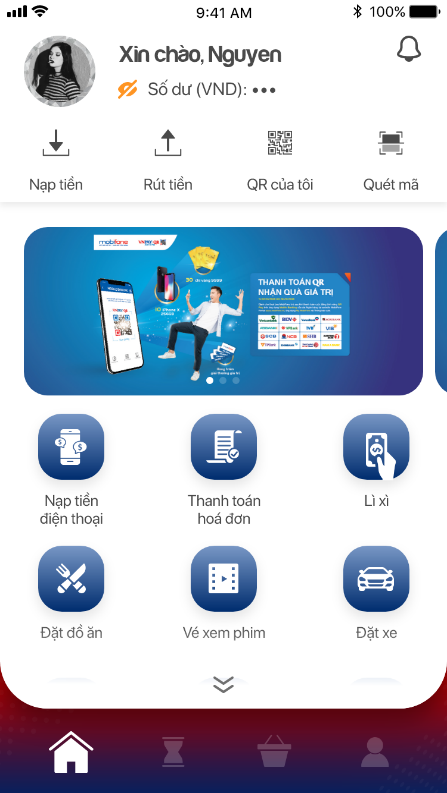 9:41 AM
100%
Xin chào, Nguyen
Số dư (VND): •••
Nạp tiền
Rút tiền
QR của tôi
Quét mã
mobifone
THANH TOÁN QR
NHẬN QUÀ GIÁ TRỊ
Nạp tiền
điện thoại
Thanh toán
hoá đơn
Lì xì
Đặt đồ ăn
Vé xem phim
Đặt xe